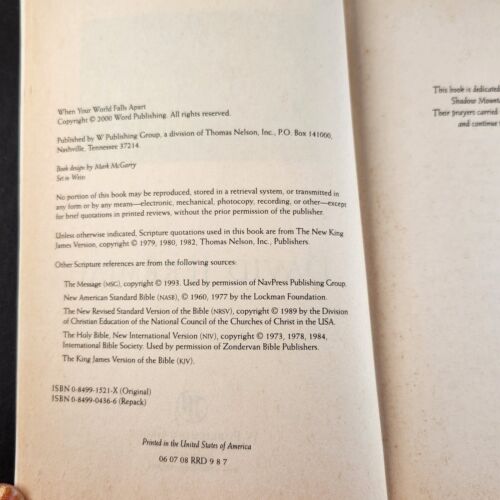 When Your World Falls Apart
Copyright © 2000 Word Publishing. All rights reserved.
Published by W Publishing Group, a division of Thomas Nelson, Inc., P.O. Box 141000,
Nashville, Tennessee 37214.
Book design by Mark McGarry
Set in Weiss
No portion of this book may be reproduced, stored in a retrieval system, or transmitted in
any form or by any means—electronic, mechanical, photocopy, recording, or other—except
for brief quotations in printed reviews, without the prior permission of the publisher.
Unless otherwise indicated, Scripture quotations used in this book are from The New King
James Version, copyright © 1979, 1980, 1982, Thomas Nelson, Inc., Publishers.
Other Scripture references are from the following sources:
The Message (MSG), copyright © 1993. Used by permission of NavPress Publishing Group.
New American Standard Bible (NASB), © 1960, 1977 by the Lockman Foundation.
The New Revised Standard Version of the Bible (NRSV), copyright © 1989 by the Division
of Christian Education of the National Council of the Churches of Christ in the USA.
The Holy Bible, New International Version (NIV), copyright © 1973, 1978, 1984,
International Bible Society. Used by permission of Zondervan Bible Publishers.
The King James Version of the Bible (KJV).
ISBN 0-8499-1521-X (Original)
ISBN 0-8499-0436-6 (Repack)
Printed in the United States of America
06 07 08 RRD 9 8 7
This book is dedicated
Shadow Mount
Their prayers carried
and continue